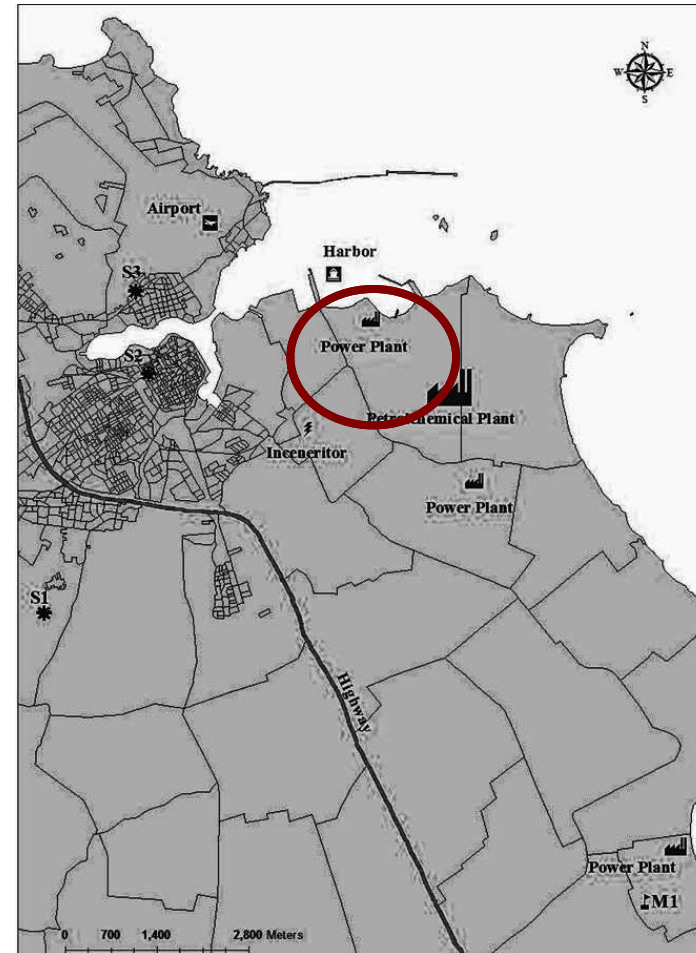 N
W E
S
Airport
Harbor
S3
Power Plant
S2
Petrochemical Plant
Inceneritor
Power Plant
S1
Highway
Power Plant
M1
0 700 1,400 2,800 Meters